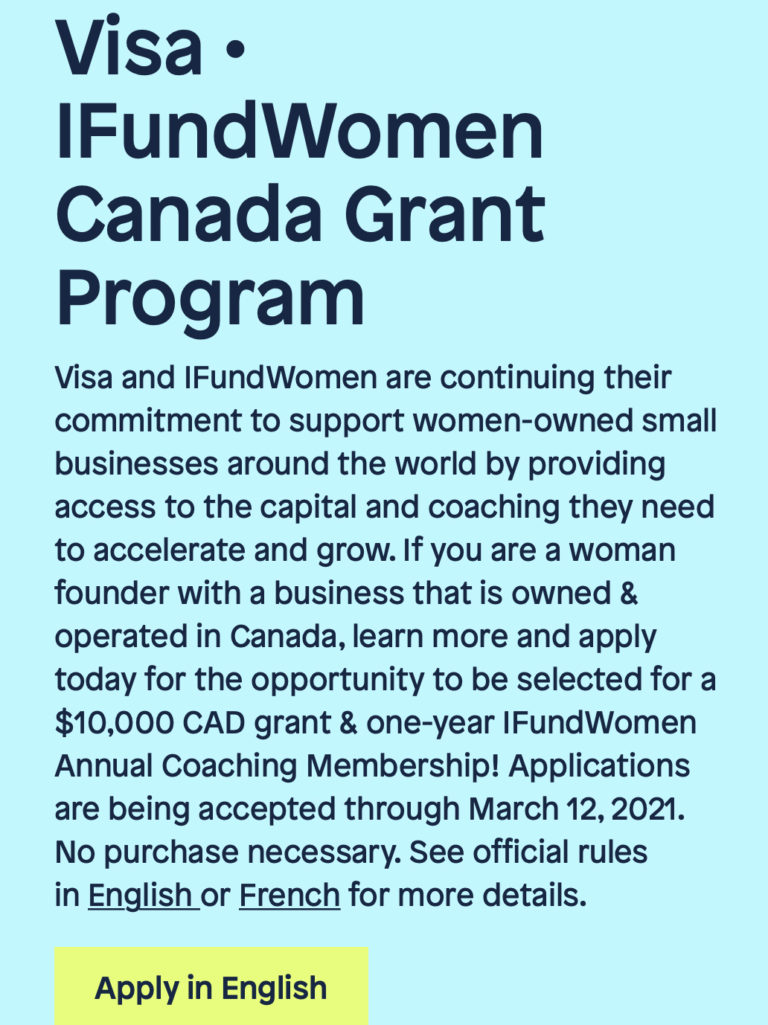 Visa •
IFundWomen
Canada Grant
Program
Visa and IFundWomen are continuing their
commitment to support women-owned small
businesses around the world by providing
access to the capital and coaching they need
to accelerate and grow. If you are a woman
founder with a business that is owned &
operated in Canada, learn more and apply
today for the opportunity to be selected for a
$10,000 CAD grant & one-year IFundWomen
Annual Coaching Membership! Applications
are being accepted through March 12, 2021.
No purchase necessary. See official rules
in English or French for more details.
Apply in English